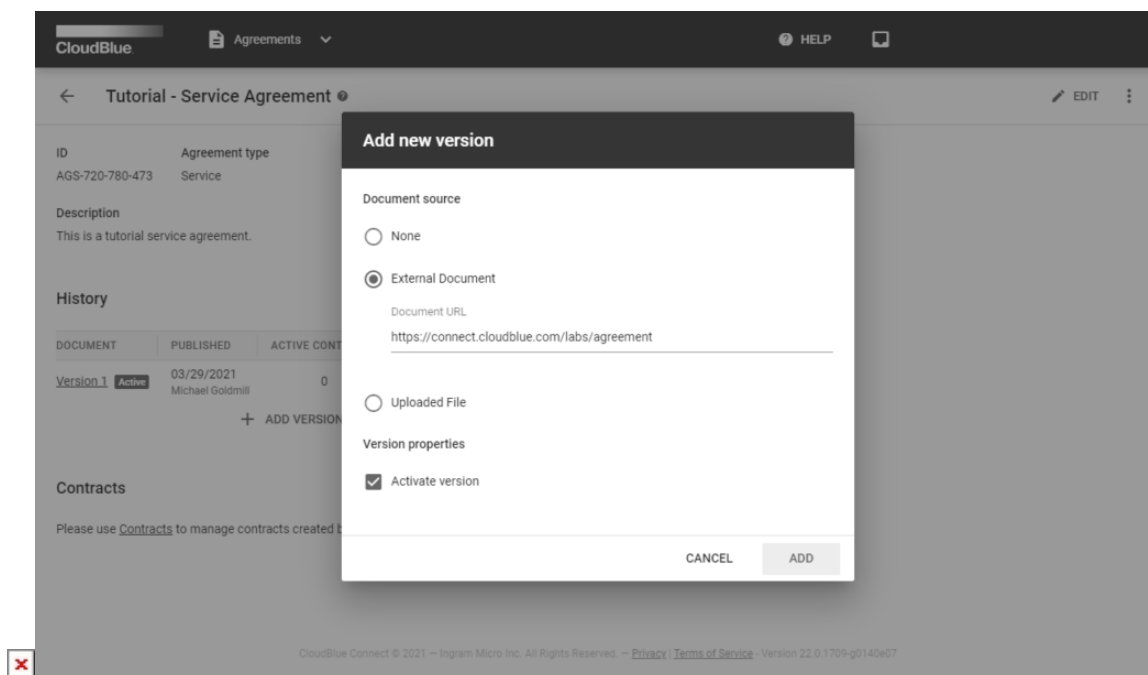 CloudBlue
Agreements
HELP
Tutorial - Service Agreement
EDIT
ID
Agreement type
AGS-720-780-473
Service
Description
This is a tutorial service agreement.
History
DOCUMENT
PUBLISHED
ACTIVE CONT
Version 1
Active
03/29/2021
Michael Goldmill
0
ADD VERSION
Contracts
Please use Contracts to manage contracts created b
Add new version
Document source
None
External Document
Document URL
https://connect.cloudblue.com/labs/agreement
Uploaded File
Version properties
Activate version
CANCEL
ADD
CloudBlue Connect © 2021 — Ingram Micro Inc. All Rights Reserved. — Privacy | Terms of Service - Version 22.0.1709-g0140e07